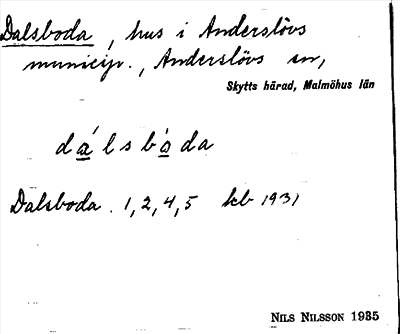 Dalsboda, hus i Anderslövs
municip., Anderslövs sn,
Skytts härad, Malmöhus län
dálsbóda
Dalsboda. 1, 2, 4, 5 kb 1931
NILS NILSSON 1935